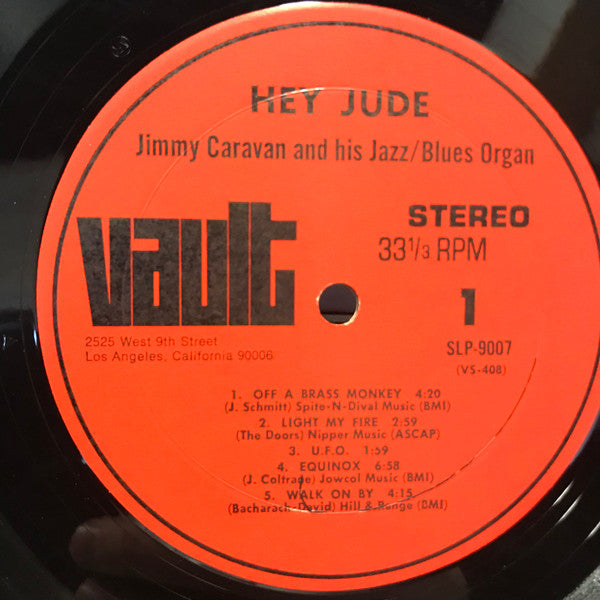 HEY JUDE
Jimmy Caravan and his Jazz/Blues Organ
vault
STEREO
33 1/3 RPM
2525 West 9th Street
Los Angeles, California 90006
1
SLP-9007
(VS-408)
1. OFF A BRASS MONKEY 4:20
(J. Schmitt) Spito-N-Dival Music (BMI)
2. LIGHT MY FIRE 2:59
(The Doors) Nipper Music (ASCAP)
3. U.F.O. 1:59
4. EQUINOX 6:58
(J. Coltrane) Jowcol Music (BMI)
5. WALK ON BY 4:15
(Bacharach-David) Hill & Range (BMI)